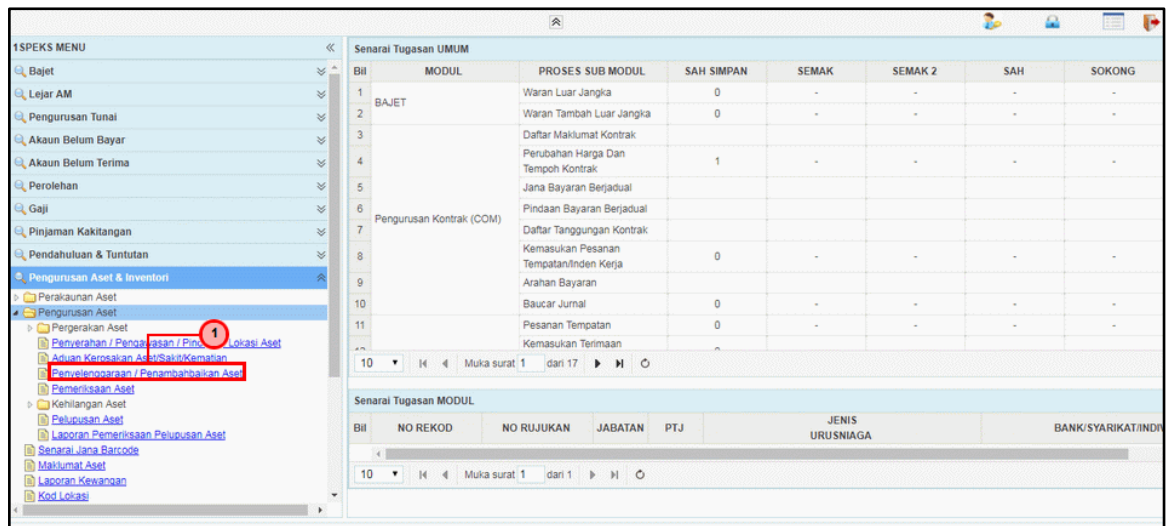 1SPEKS MENU
Bajet
Lejar AM
Pengurusan Tunai
Akaun Belum Bayar
Akaun Belum Terima
Perolehan
Gaji
Pinjaman Kakitangan
Pendahuluan & Tuntutan
Pengurusan Aset & Inventori
Perakaunan Aset
Pengurusan Aset
Pergerakan Aset
1
Penyerahan / Pengawasan / Lokasi Aset
Aduan Kerosakan Aset/Sakit/Kematian
Penyelenggaraan / Penambahbaikan Aset
Pemeriksaan Aset
Kehilangan Aset
Pelupusan Aset
Laporan Pemeriksaan Pelupusan Aset
Senarai Jana Barcode
Maklumat Aset
Laporan Kewangan
Kod Lokasi
Senarai Tugasan UMUM
Bil MODUL PROSES SUB MODUL SAH SIMPAN SEMAK SEMAK 2 SAH SOKONG
1 BAJET Waran Luar Jangka 0 - - - -
2 Waran Tambah Luar Jangka 0 - - - -
3 Daftar Maklumat Kontrak
4 Perubahan Harga Dan
Tempoh Kontrak 1 - - - -
5 Jana Bayaran Berjadual
6 Pengurusan Kontrak (COM) Pindaan Bayaran Berjadual
7 Daftar Tanggungan Kontrak
8 Kemasukan Pesanan
Tempatan/Inden Kerja 0 - - - -
9 Arahan Bayaran
10 Baucar Jurnal 0 - - - -
11 Pesanan Tempatan 0 - - - -
Kemasukan Terimaan
10 Muka surat 1 dari 17
Senarai Tugasan MODUL
Bil NO REKOD NO RUJUKAN JABATAN PTJ JENIS
URUSNIAGA BANK/SYARIKAT/INDIV
10 Muka surat 1 dari 1